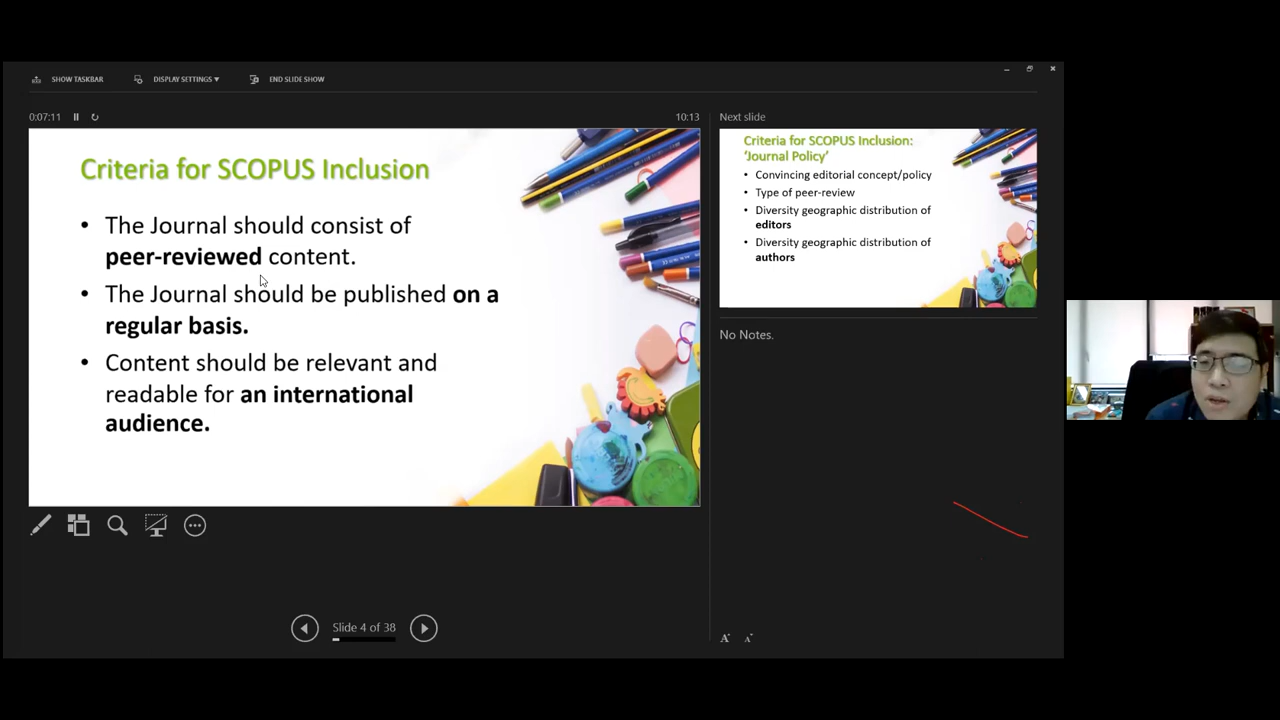 SHOW TASKBAR
DISPLAY SETTINGS ▾
END SLIDE SHOW
0:07:11
10:13
Criteria for SCOPUS Inclusion
• The Journal should consist of
peer-reviewed content.
• The Journal should be published on a
regular basis.
• Content should be relevant and
readable for an international
audience.
Slide 4 of 38
Next slide
Criteria for SCOPUS Inclusion:
‘Journal Policy’
• Convincing editorial concept/policy
• Type of peer-review
• Diversity geographic distribution of
editors
• Diversity geographic distribution of
authors
No Notes.
A A